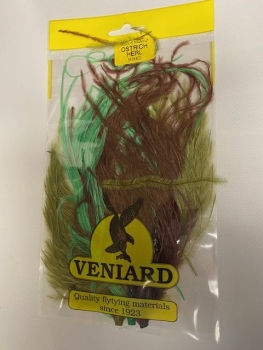 OSTRICH
HERL
VENIARD
Quality flytying materials
since 1923